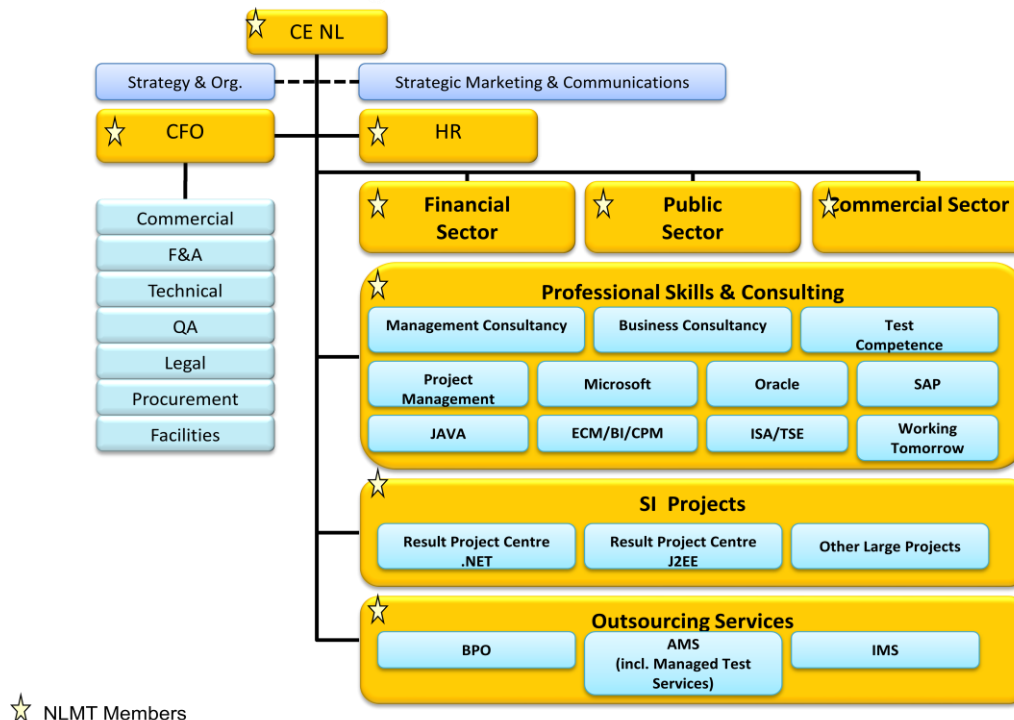 CE NL
Strategy & Org.
Strategic Marketing & Communications
CFO
HR
Commercial
F&A
Technical
QA
Legal
Procurement
Facilities
Financial
Sector
Public
Sector
Commercial Sector
Professional Skills & Consulting
Management Consultancy
Business Consultancy
Test
Competence
Project
Management
Microsoft
Oracle
SAP
JAVA
ECM/BI/CPM
ISA/TSE
Working
Tomorrow
SI Projects
Result Project Centre
.NET
Result Project Centre
J2EE
Other Large Projects
Outsourcing Services
BPO
AMS
(incl. Managed Test
Services)
IMS
NLMT Members